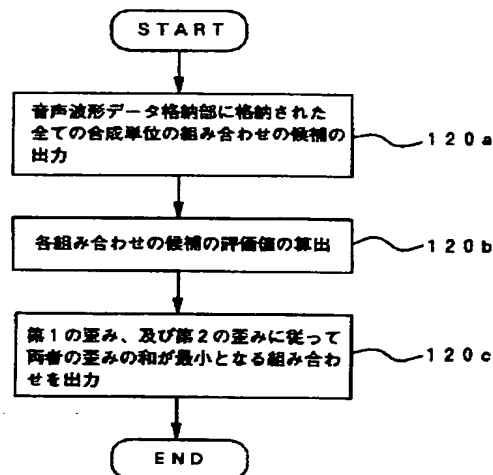 START
音声波形データ格納部に格納された
全ての合成単位の組み合わせの候補の
出力
120a
各組み合わせの候補の評価値の算出
120b
第1の歪み、及び第2の歪みに従って
両者の歪みの和が最小となる組み合わ
せを出力
120c
END